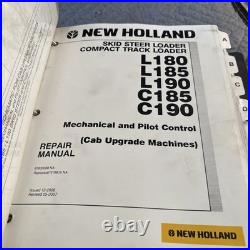 NEW HOLLAND
SKID STEER LOADER
COMPACT TRACK LOADER
L180
L185
L190
C185
C190
Mechanical and Pilot Control
(Cab Upgrade Machines)
REPAIR
MANUAL
NEW HOLLAND